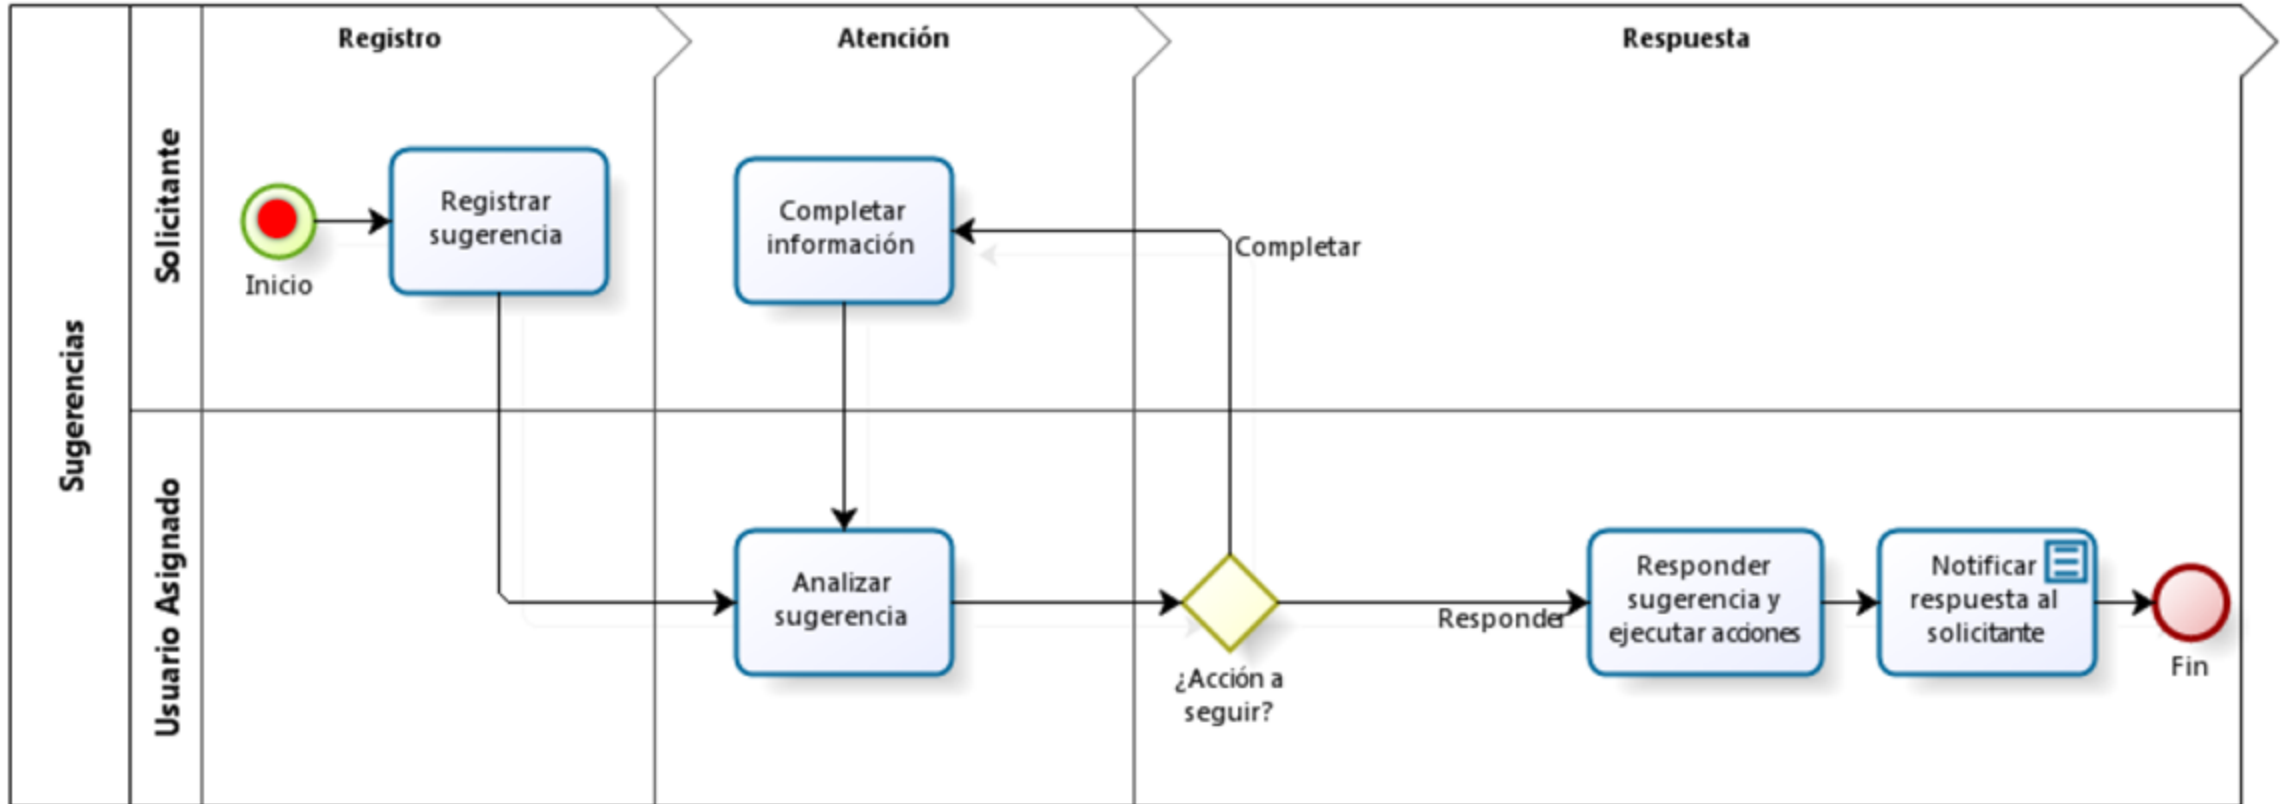 Registro
Atención
Respuesta
Sugerencias
Solicitante
Inicio
Registrar
sugerencia
Completar
información
Completar
Usuario Asignado
Analizar
sugerencia
¿Acción a
seguir?
Responder
Responder
sugerencia y
ejecutar acciones
Notificar
respuesta al
solicitante
Fin